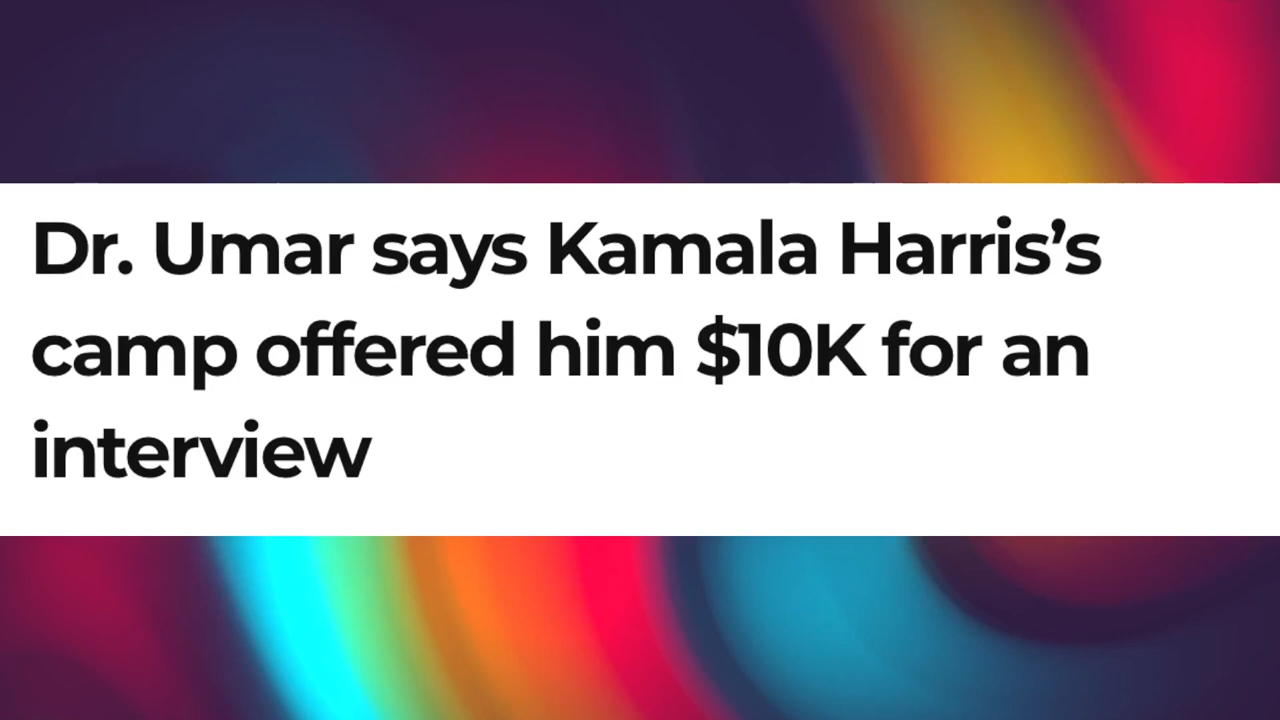 Dr. Umar says Kamala Harris’s
camp offered him $10K for an
interview